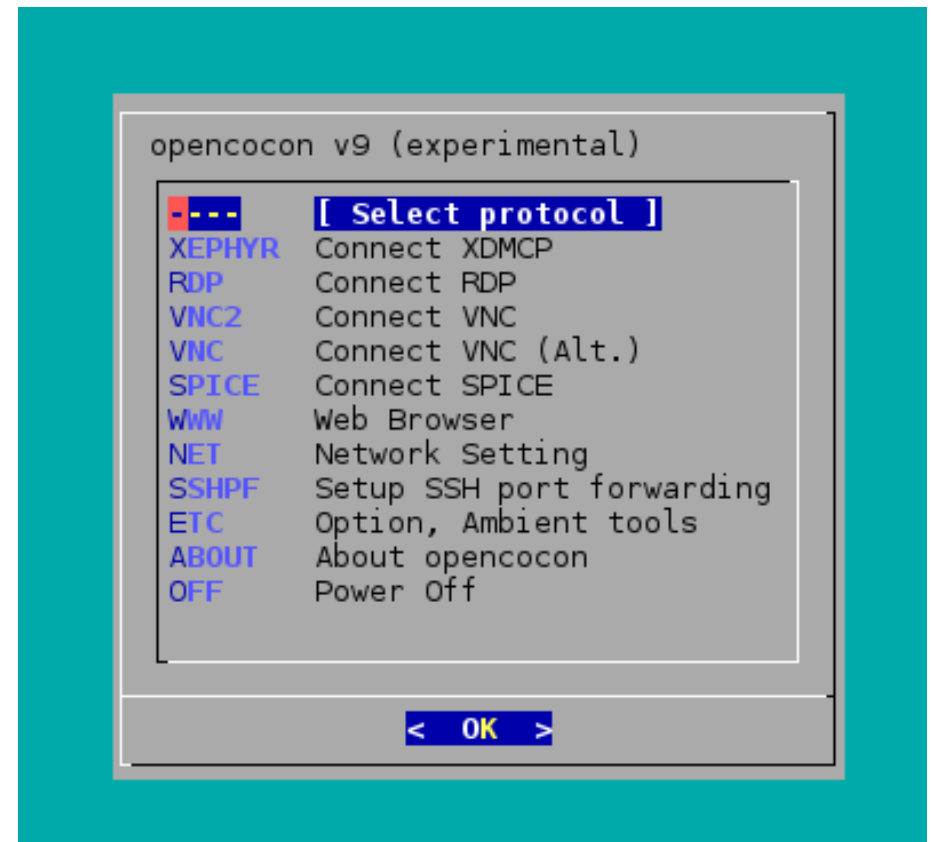 opencocon v9 (experimental)
---- [ Select protocol ]
XEPHYR Connect XDMCP
RDP Connect RDP
VNC2 Connect VNC
VNC Connect VNC (Alt.)
SPICE Connect SPICE
WWW Web Browser
NET Network Setting
SSHPF Setup SSH port forwarding
ETC Option, Ambient tools
ABOUT About opencocon
OFF Power Off
< OK >